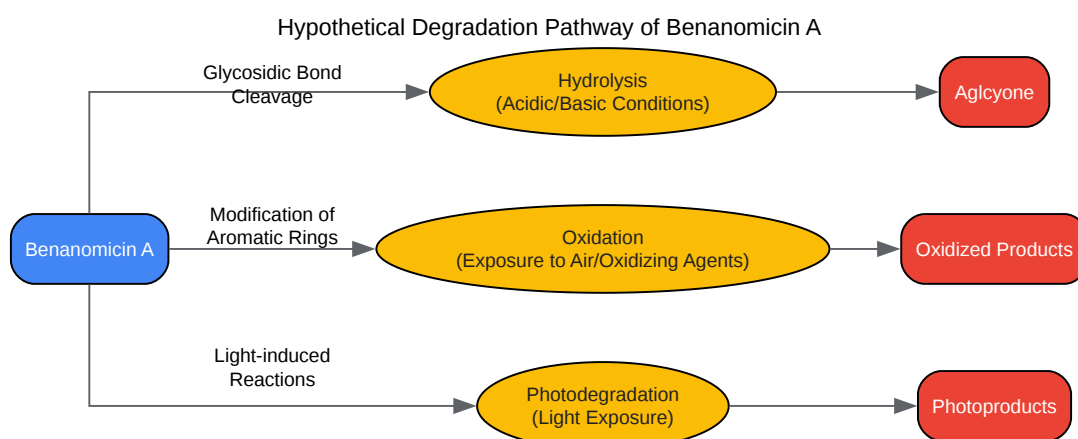 Hypothetical Degradation Pathway of Benanomicin A
Glycosidic Bond
Cleavage
Hydrolysis
(Acidic/Basic Conditions)
Aglcyone
Benanomicin A
Modification of
Aromatic Rings
Oxidation
(Exposure to Air/Oxidizing Agents)
Oxidized Products
Light-induced
Reactions
Photodegradation
(Light Exposure)
Photoproducts